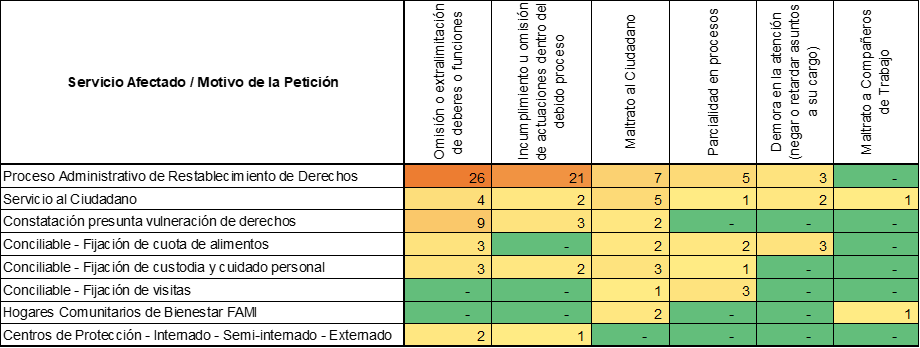 Servicio Afectado / Motivo de la Petición
Omisión o extralimitación
de deberes o funciones
Incumplimiento u omisión
de actuaciones dentro del
debido proceso
Maltrato al Ciudadano
Parcialidad en procesos
Demora en la atención
(negar o retardar asuntos
a su cargo)
Maltrato a Compañeros
de Trabajo
Proceso Administrativo de Restablecimiento de Derechos 26 21 7 5 3 -
Servicio al Ciudadano 4 2 5 1 2 1
Constatación presunta vulneración de derechos 9 3 2 - - -
Conciliable - Fijación de cuota de alimentos 3 - 2 2 3 -
Conciliable - Fijación de custodia y cuidado personal 3 2 3 1 - -
Conciliable - Fijación de visitas - - 1 3 - -
Hogares Comunitarios de Bienestar FAMI - - 2 - - 1
Centros de Protección - Internado - Semi-internado - Externado 2 1 - - - -